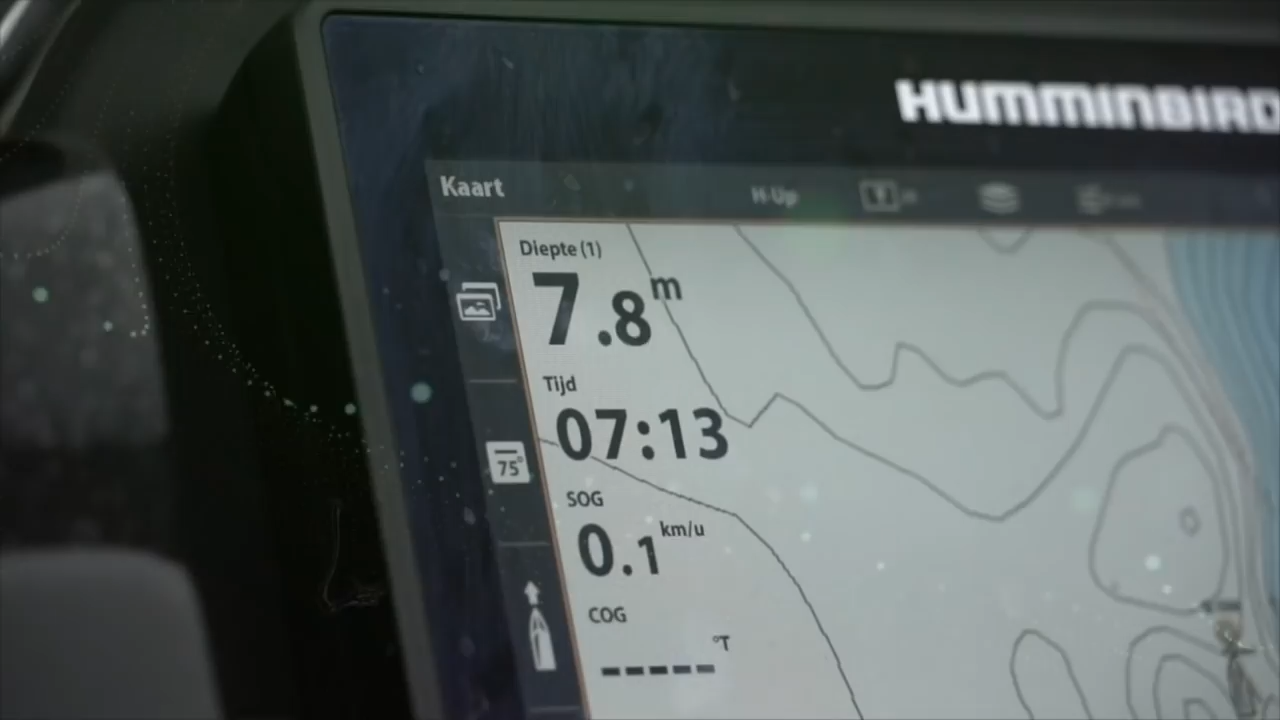 HUMMINBIRD
Kaart
H-Up
Diepte (1)
7.8 m
Tijd
07:13
75°
SOG
0.1 km/u
COG
----- °T